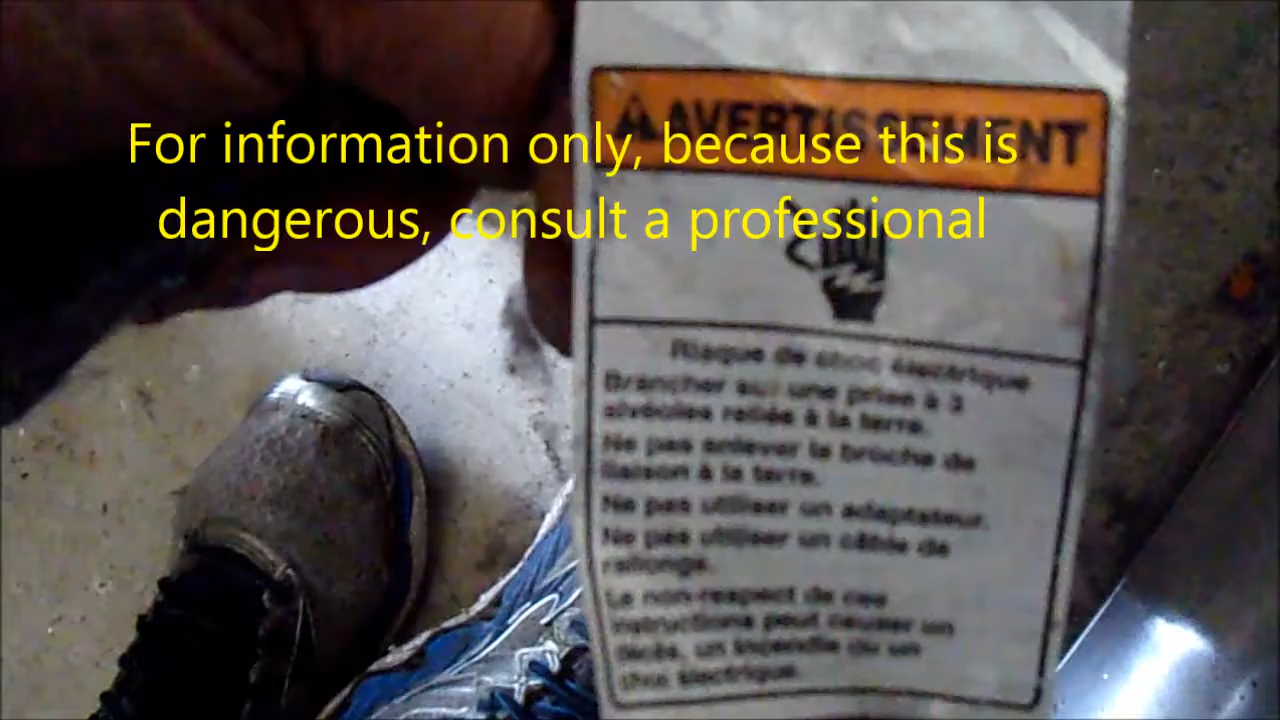 For information only, because this is
dangerous, consult a professional
AVERTISSEMENT
Risque de choc électrique
Brancher sur une prise à 3
alvéoles reliée à la terre.
Ne pas enlever la broche de
liaison à la terre.
Ne pas utiliser un adaptateur.
Ne pas utiliser un câble de
rallonge.
Le non-respect de ces
instructions peut causer un
décès, un incendie ou un
choc électrique.